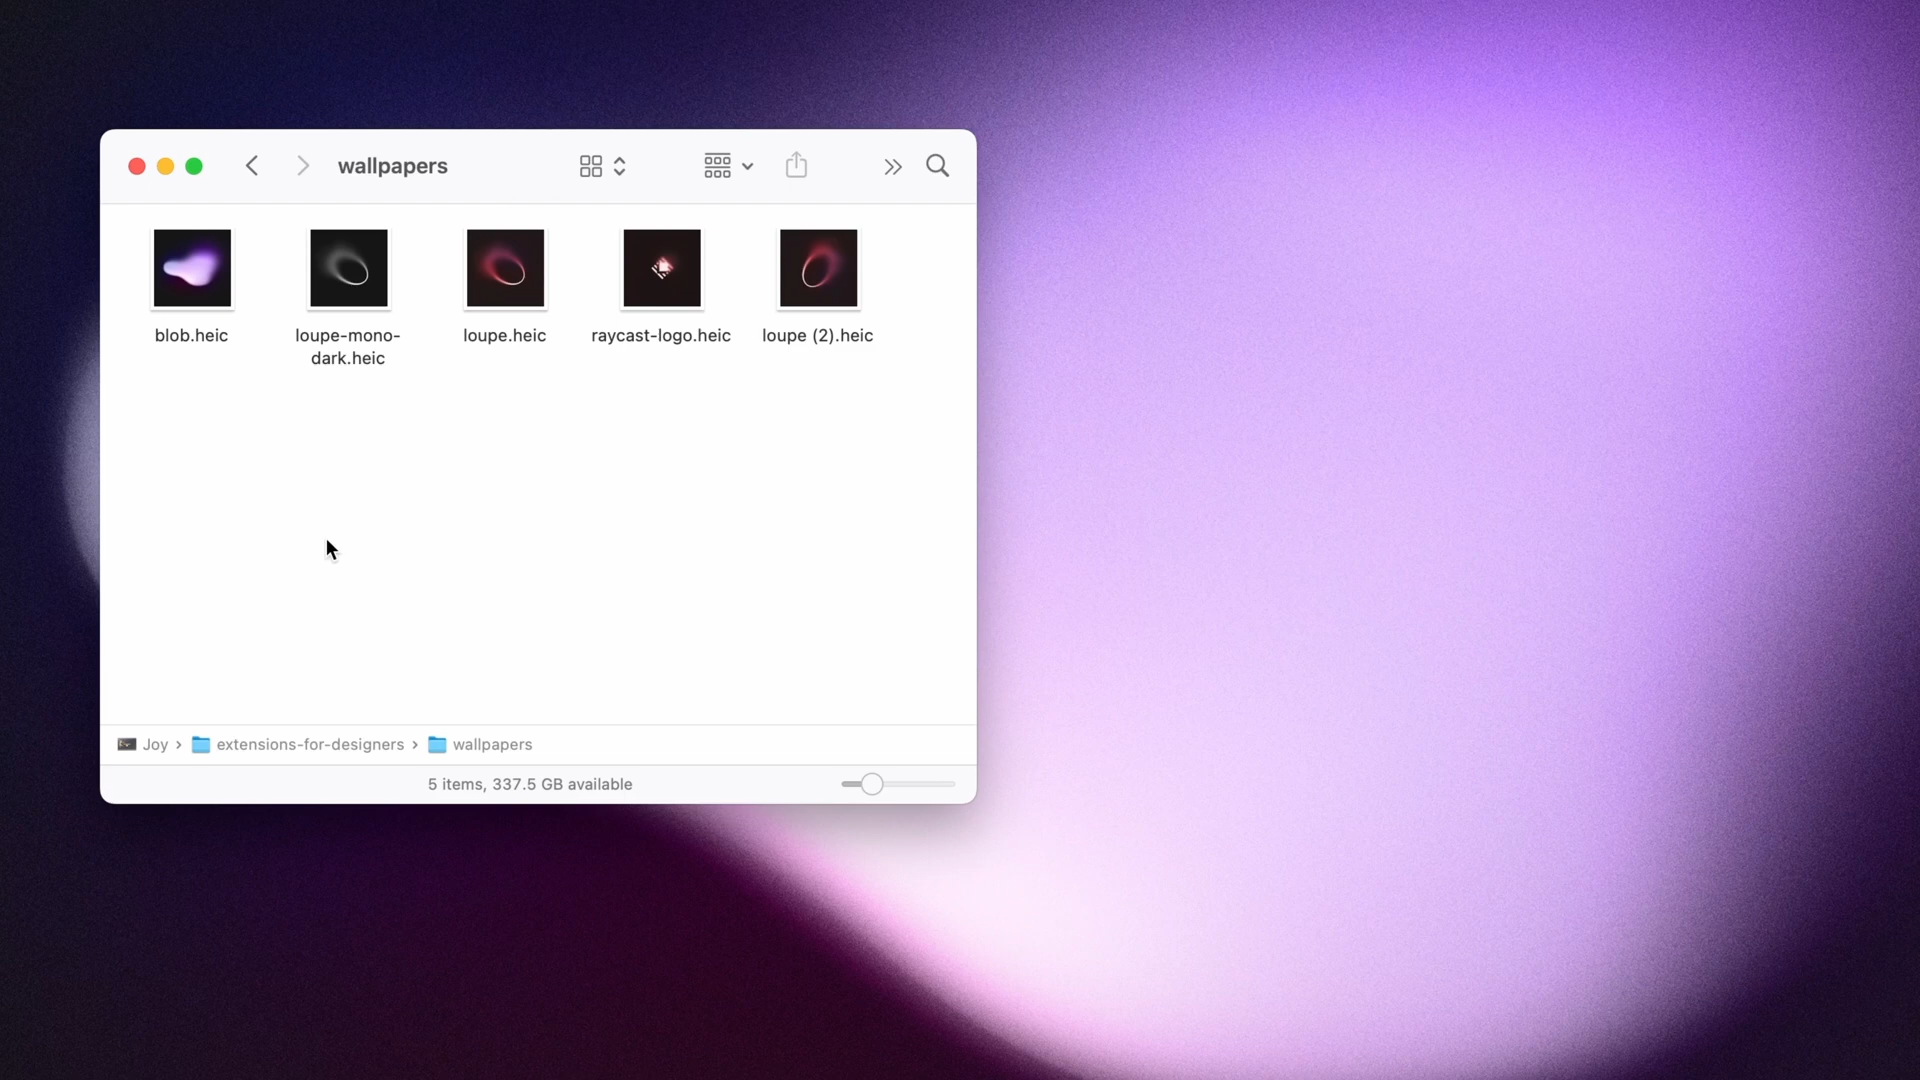 wallpapers
blob.heic
loupe-mono-
dark.heic
loupe.heic
raycast-logo.heic
loupe (2).heic
Joy › extensions-for-designers › wallpapers
5 items, 337.5 GB available